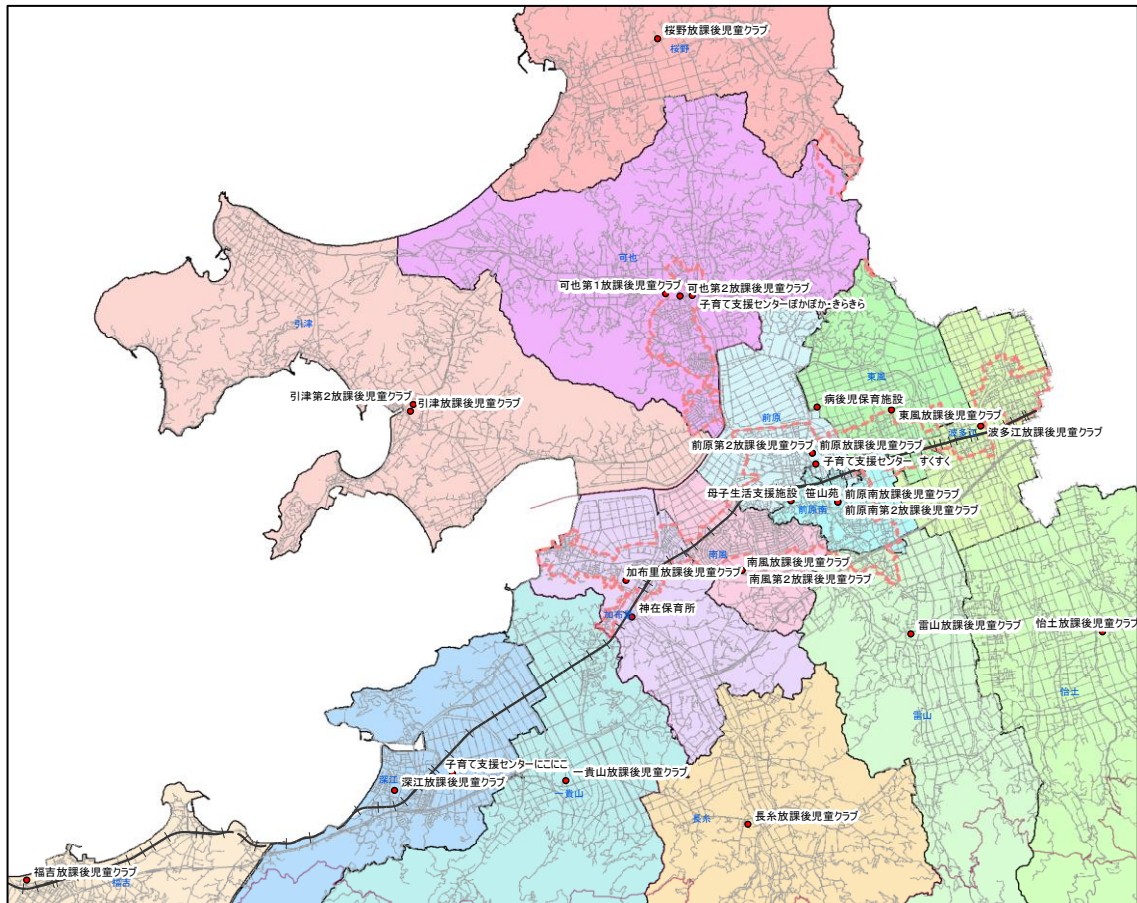 桜野放課後児童クラブ
桜野
可也
可也第1放課後児童クラブ
可也第2放課後児童クラブ
子育て支援センターぽかぽか・きらきら
引津
東風
引津第2放課後児童クラブ
引津放課後児童クラブ
病後児保育施設
東風放課後児童クラブ
前原
波多江
波多江放課後児童クラブ
前原第2放課後児童クラブ
前原放課後児童クラブ
子育て支援センター すくすく
母子生活支援施設 笹山苑
前原南放課後児童クラブ
前原南
前原南第2放課後児童クラブ
南風
南風放課後児童クラブ
加布里放課後児童クラブ
南風第2放課後児童クラブ
加布里
神在保育所
雷山放課後児童クラブ
怡土放課後児童クラブ
怡土
雷山
子育て支援センターにこにこ
深江
深江放課後児童クラブ
一貴山放課後児童クラブ
一貴山
長糸
長糸放課後児童クラブ
福吉放課後児童クラブ
福吉